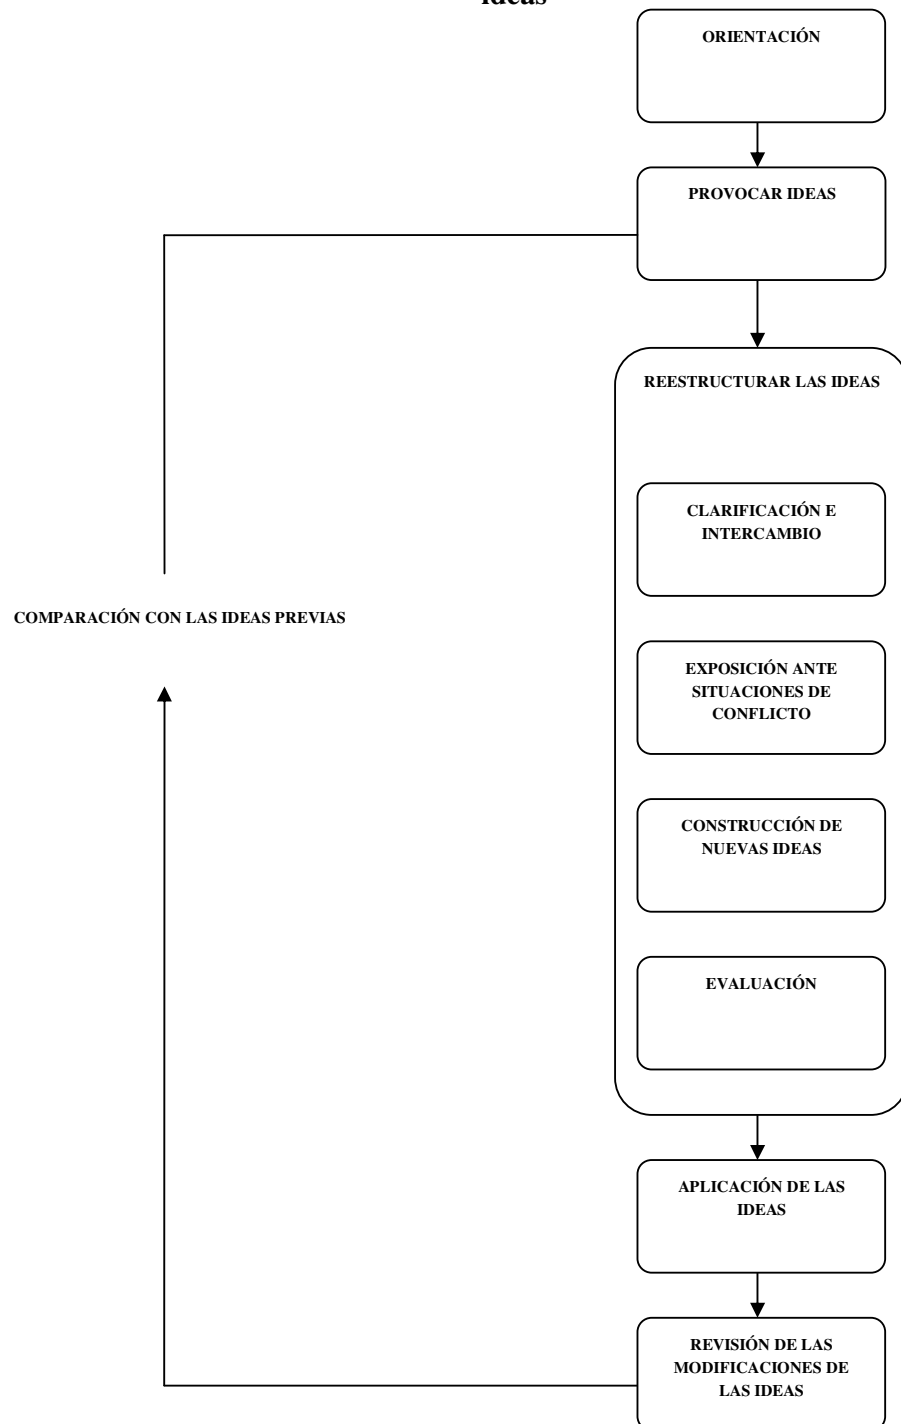 ideas
ORIENTACIÓN
PROVOCAR IDEAS
REESTRUCTURAR LAS IDEAS
CLARIFICACIÓN E
INTERCAMBIO
COMPARACIÓN CON LAS IDEAS PREVIAS
EXPOSICIÓN ANTE
SITUACIONES DE
CONFLICTO
CONSTRUCCIÓN DE
NUEVAS IDEAS
EVALUACIÓN
APLICACIÓN DE LAS
IDEAS
REVISIÓN DE LAS
MODIFICACIONES DE
LAS IDEAS